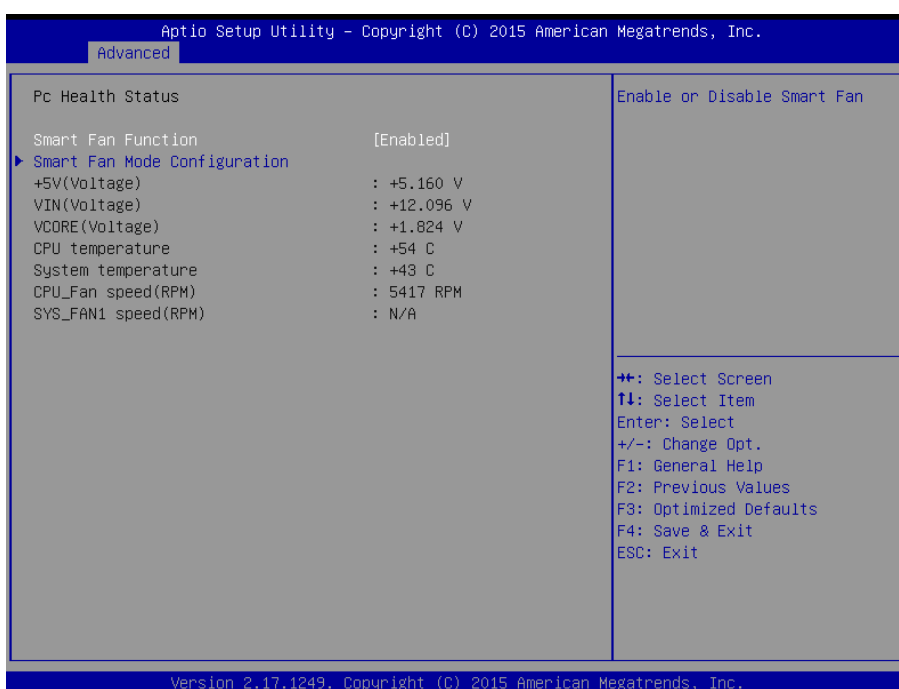 Aptio Setup Utility – Copyright (C) 2015 American Megatrends, Inc.
Advanced
Pc Health Status
Smart Fan Function [Enabled]
Smart Fan Mode Configuration
+5V(Voltage) : +5.160 V
VIN(Voltage) : +12.096 V
VCORE(Voltage) : +1.824 V
CPU temperature : +54 C
System temperature : +43 C
CPU_Fan speed(RPM) : 5417 RPM
SYS_FAN1 speed(RPM) : N/A
Enable or Disable Smart Fan
→←: Select Screen
↑↓: Select Item
Enter: Select
+/-: Change Opt.
F1: General Help
F2: Previous Values
F3: Optimized Defaults
F4: Save & Exit
ESC: Exit
Version 2.17.1249. Copyright (C) 2015 American Megatrends, Inc.